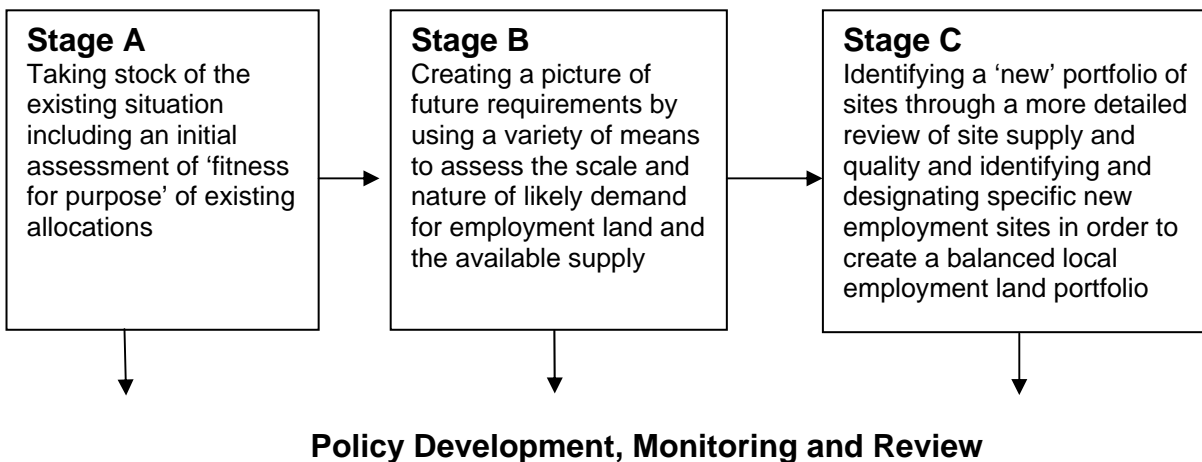 Stage A
Taking stock of the
existing situation
including an initial
assessment of ‘fitness
for purpose’ of existing
allocations
Stage B
Creating a picture of
future requirements by
using a variety of means
to assess the scale and
nature of likely demand
for employment land and
the available supply
Stage C
Identifying a ‘new’ portfolio of
sites through a more detailed
review of site supply and
quality and identifying and
designating specific new
employment sites in order to
create a balanced local
employment land portfolio
Policy Development, Monitoring and Review